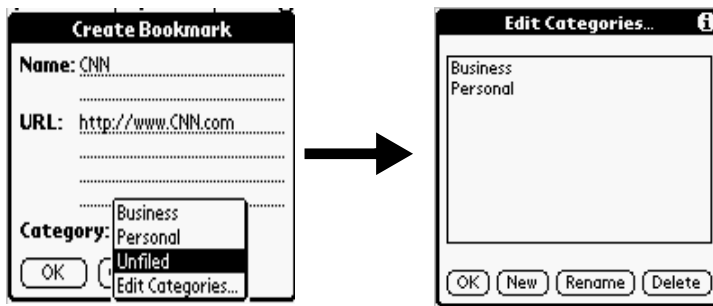 Create Bookmark
Name: CNN
URL: http://www.CNN.com
Category:
Business
Personal
Unfiled
Edit Categories...
OK
Edit Categories...
Business
Personal
OK
New
Rename
Delete